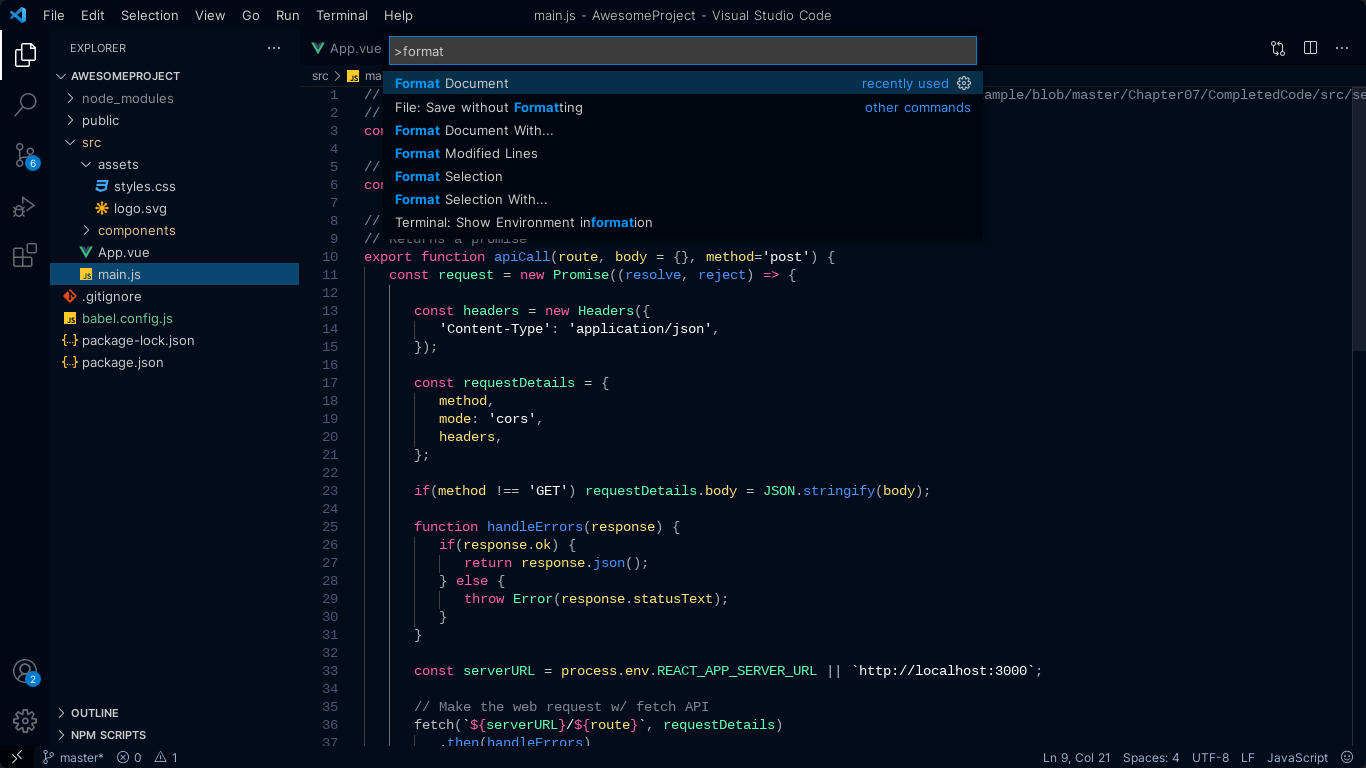 File Edit Selection View Go Run Terminal Help
main.js - AwesomeProject - Visual Studio Code
EXPLORER
AWESOMEPROJECT
node_modules
public
src
assets
styles.css
logo.svg
components
App.vue
main.js
.gitignore
babel.config.js
package-lock.json
package.json
OUTLINE
NPM SCRIPTS
6
2
App.vue
>format
src
Format Document recently used
File: Save without Formatting other commands
Format Document With...
Format Modified Lines
Format Selection
Format Selection With...
Terminal: Show Environment information
1 // ample/blob/master/Chapter07/CompletedCode/src/se
2 //
3 con
4
5 //
6 con
7
8 //
9 // Returns a promise
10 export function apiCall(route, body = {}, method='post') {
11 const request = new Promise((resolve, reject) => {
12
13 const headers = new Headers({
14 'Content-Type': 'application/json',
15 });
16
17 const requestDetails = {
18 method,
19 mode: 'cors',
20 headers,
21 };
22
23 if(method !== 'GET') requestDetails.body = JSON.stringify(body);
24
25 function handleErrors(response) {
26 if(response.ok) {
27 return response.json();
28 } else {
29 throw Error(response.statusText);
30 }
31 }
32
33 const serverURL = process.env.REACT_APP_SERVER_URL || `http://localhost:3000`;
34
35 // Make the web request w/ fetch API
36 fetch(`${serverURL}/${route}`, requestDetails)
37 .then(handleErrors)
master* 0 1
Ln 9, Col 21 Spaces: 4 UTF-8 LF JavaScript